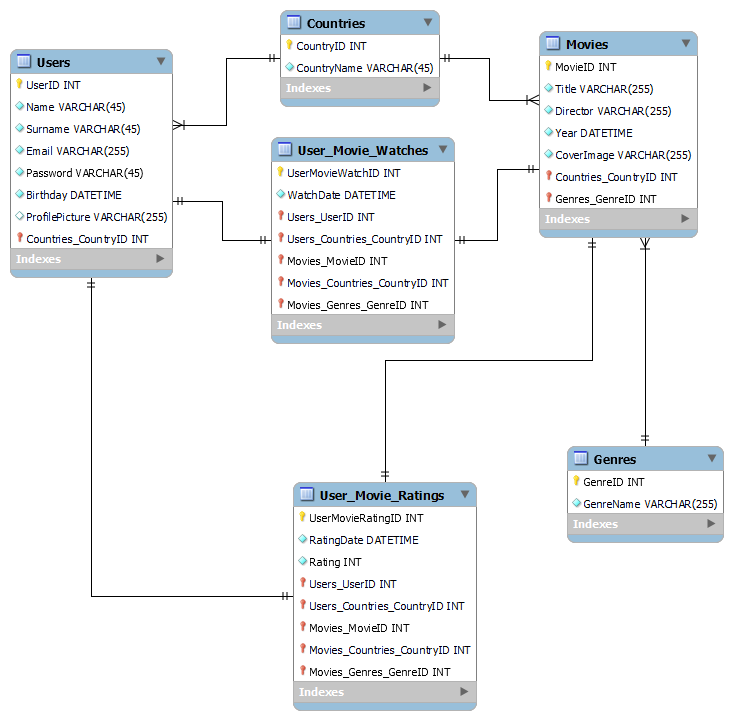 Countries
CountryID INT
CountryName VARCHAR(45)
Indexes
Users
UserID INT
Name VARCHAR(45)
Surname VARCHAR(45)
Email VARCHAR(255)
Password VARCHAR(45)
Birthday DATETIME
ProfilePicture VARCHAR(255)
Countries_CountryID INT
Indexes
Movies
MovieID INT
Title VARCHAR(255)
Director VARCHAR(255)
Year DATETIME
CoverImage VARCHAR(255)
Countries_CountryID INT
Genres_GenreID INT
Indexes
User_Movie_Watches
UserMovieWatchID INT
WatchDate DATETIME
Users_UserID INT
Users_Countries_CountryID INT
Movies_MovieID INT
Movies_Countries_CountryID INT
Movies_Genres_GenreID INT
Indexes
Genres
GenreID INT
GenreName VARCHAR(255)
Indexes
User_Movie_Ratings
UserMovieRatingID INT
RatingDate DATETIME
Rating INT
Users_UserID INT
Users_Countries_CountryID INT
Movies_MovieID INT
Movies_Countries_CountryID INT
Movies_Genres_GenreID INT
Indexes